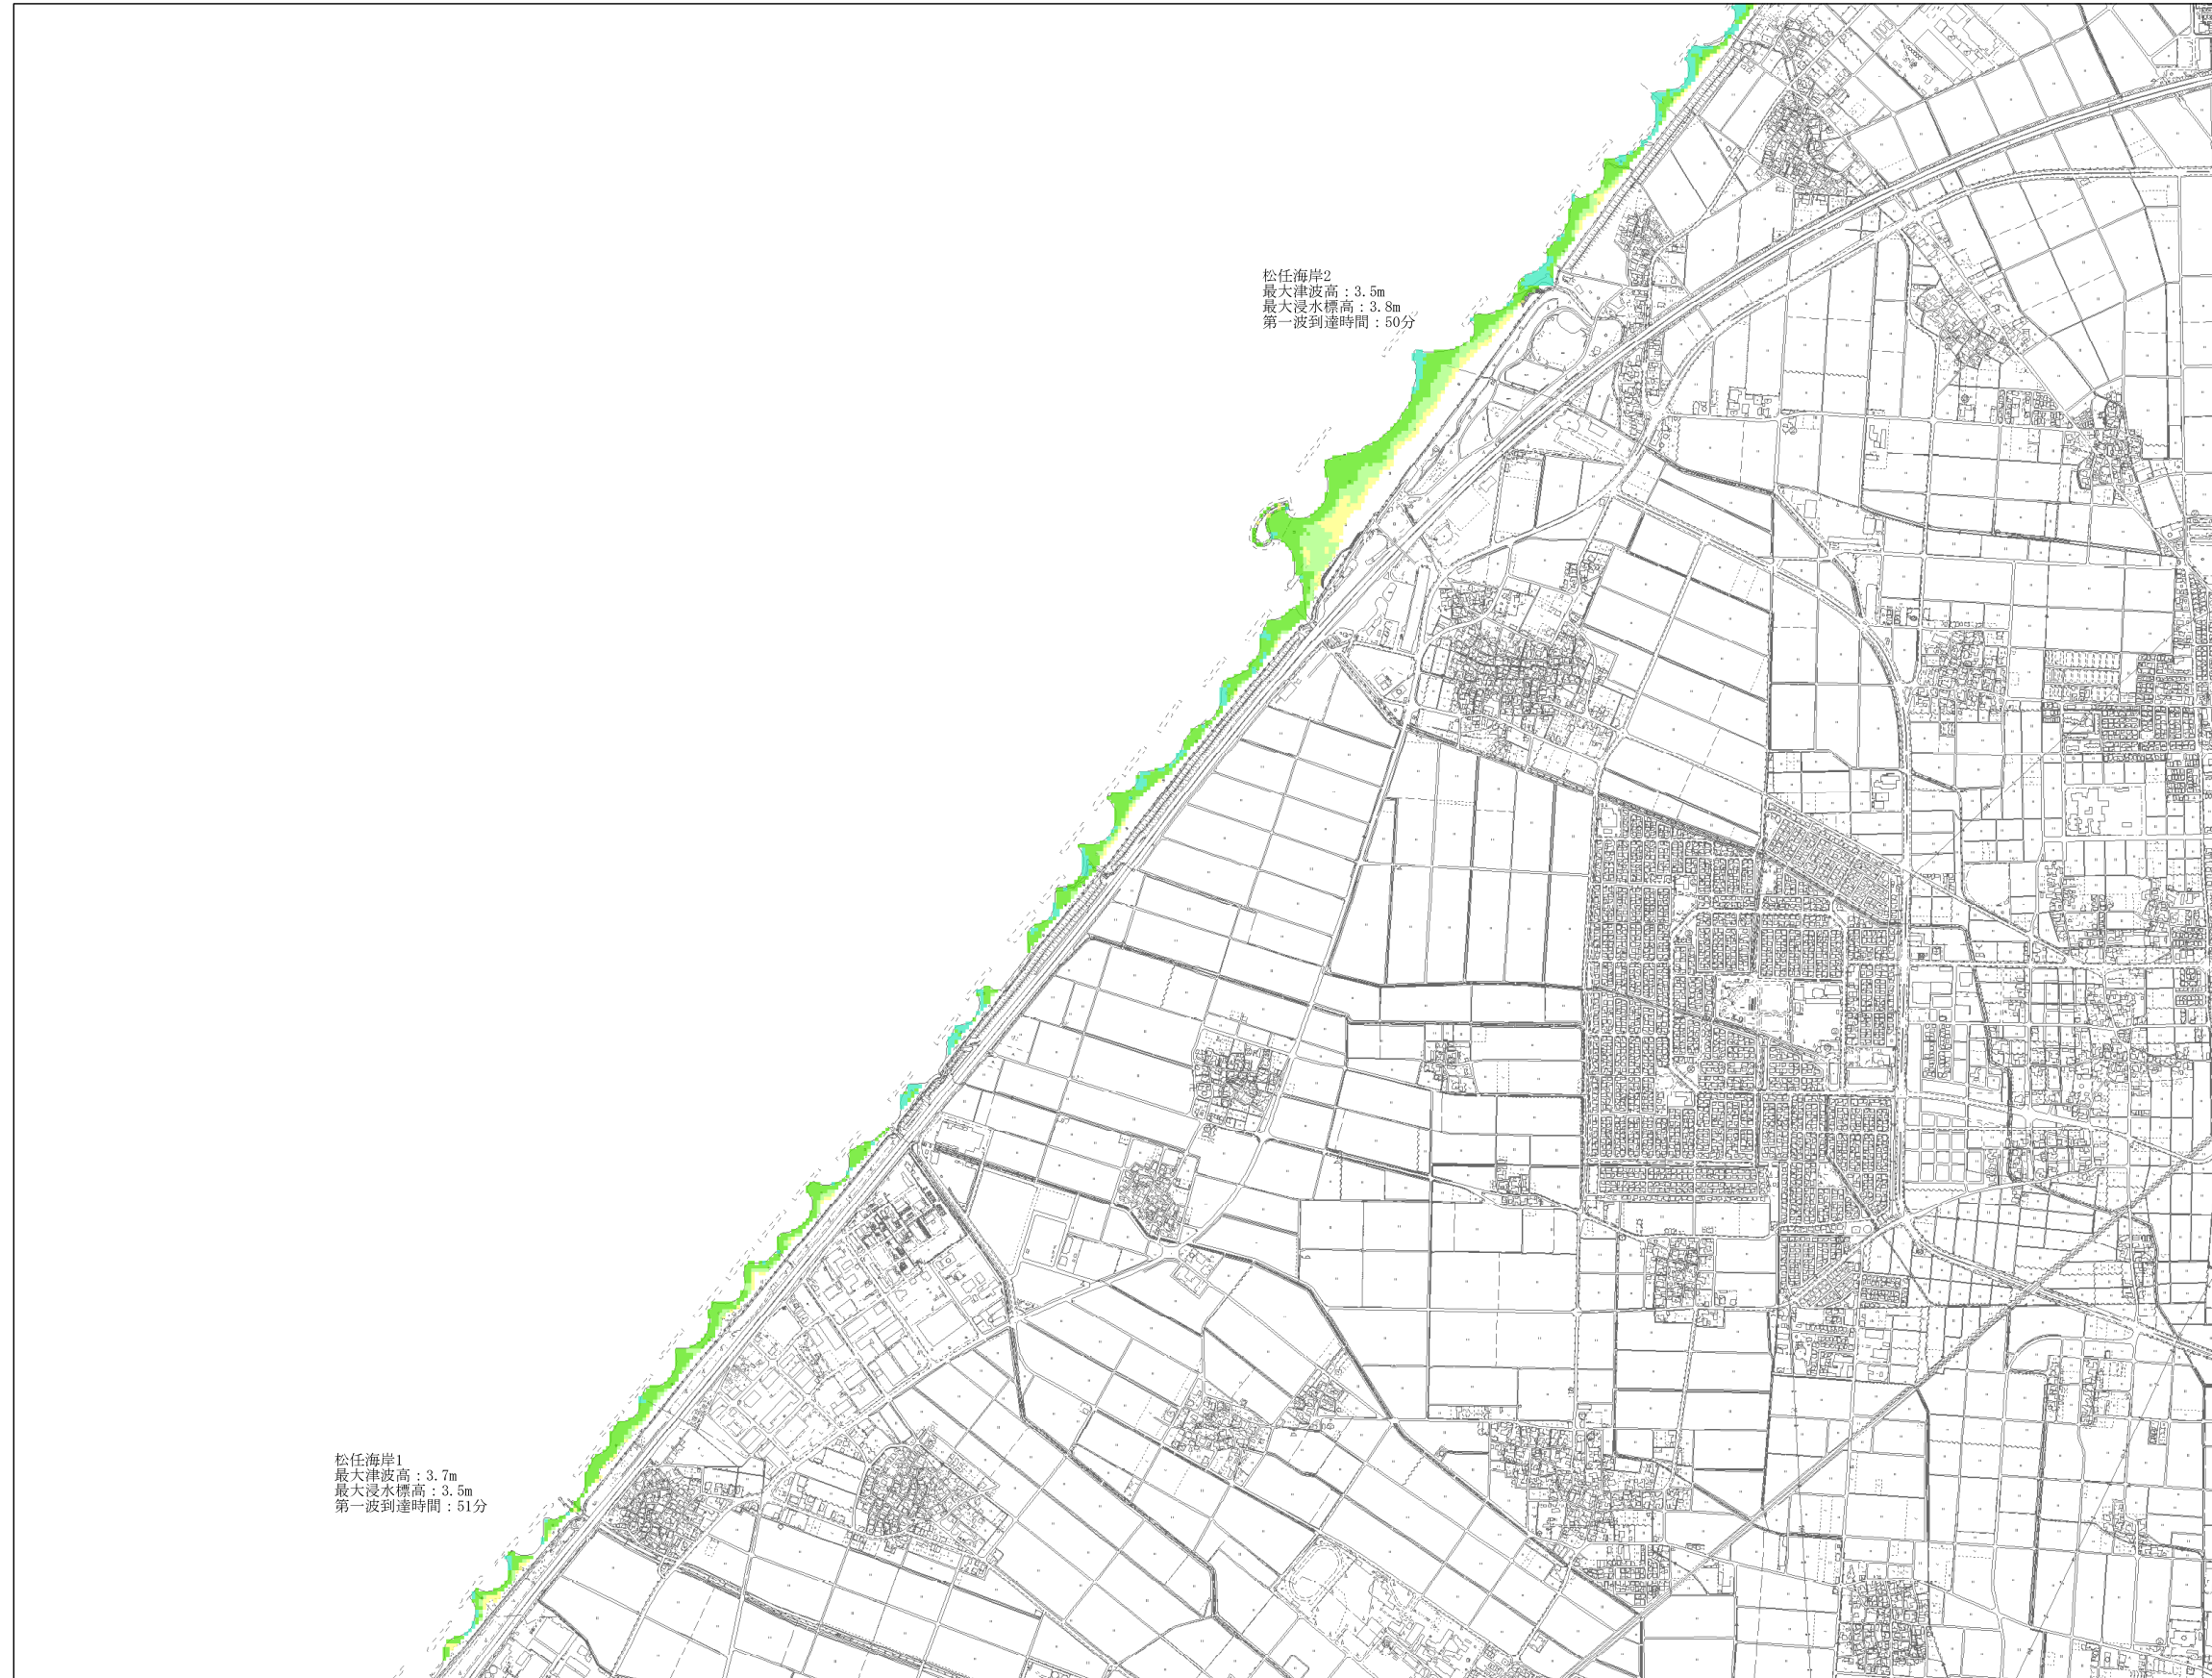 松任海岸2
最大津波高：3.5m
最大浸水標高：3.8m
第一波到達時間：50分
松任海岸1
最大津波高：3.7m
最大浸水標高：3.5m
第一波到達時間：51分